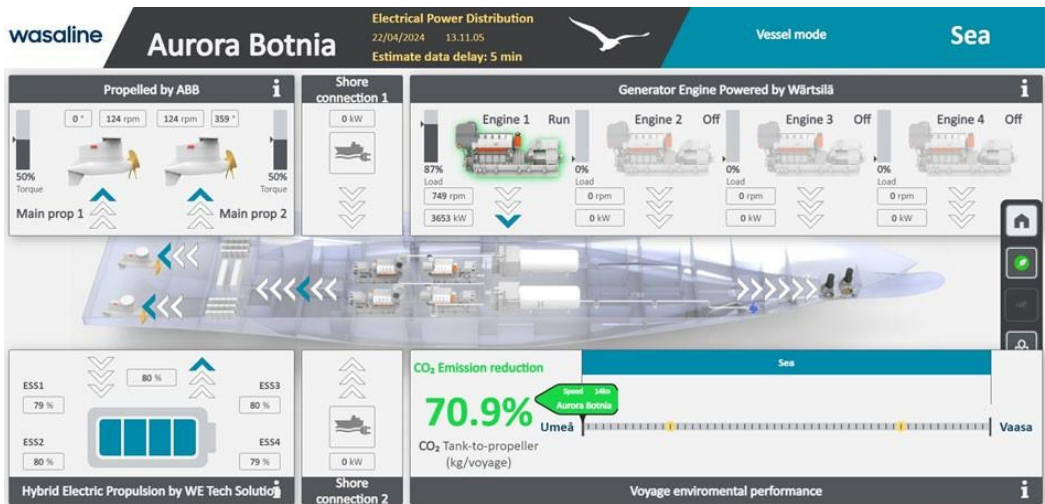 wasaline
Aurora Botnia
Electrical Power Distribution
22/04/2024 13.11.05
Estimate data delay: 5 min
Vessel mode
Sea
Propelled by ABB i
0 ° 124 rpm 124 rpm 359 °
50%
Torque
50%
Torque
Main prop 1
Main prop 2
Shore
connection 1
0 kW
Generator Engine Powered by Wärtsilä i
Engine 1 Run
87%
Load
749 rpm
3653 kW
Engine 2 Off
0%
Load
0 rpm
0 kW
Engine 3 Off
0%
Load
0 rpm
0 kW
Engine 4 Off
0%
Load
0 rpm
0 kW
80 %
ESS1
79 %
ESS2
80 %
ESS3
80 %
ESS4
79 %
Hybrid Electric Propulsion by WE Tech Solution i
0 kW
Shore
connection 2
CO₂ Emission reduction
70.9%
CO₂ Tank-to-propeller
(kg/voyage)
Sea
Speed 14kn
Aurora Botnia
Umeå
Vaasa
Voyage enviromental performance i